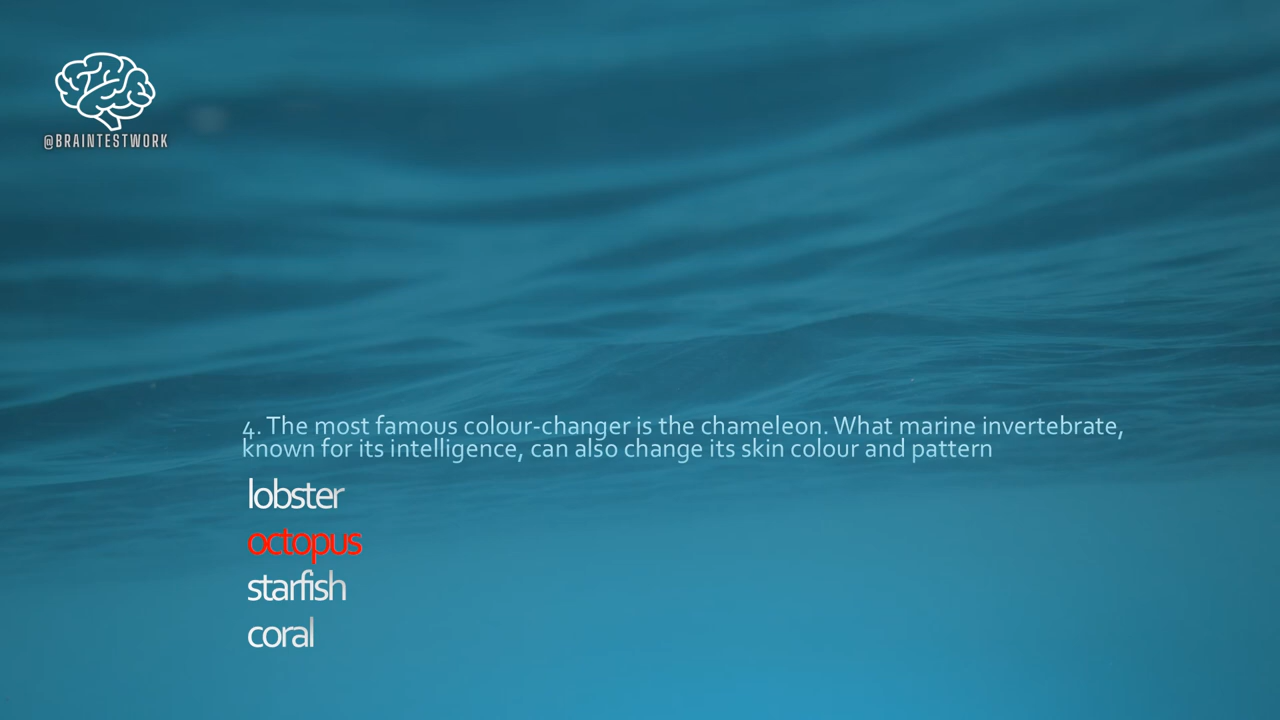 @BRAINTESTWORK
4. The most famous colour-changer is the chameleon. What marine invertebrate,
known for its intelligence, can also change its skin colour and pattern
lobster
octopus
starfish
coral